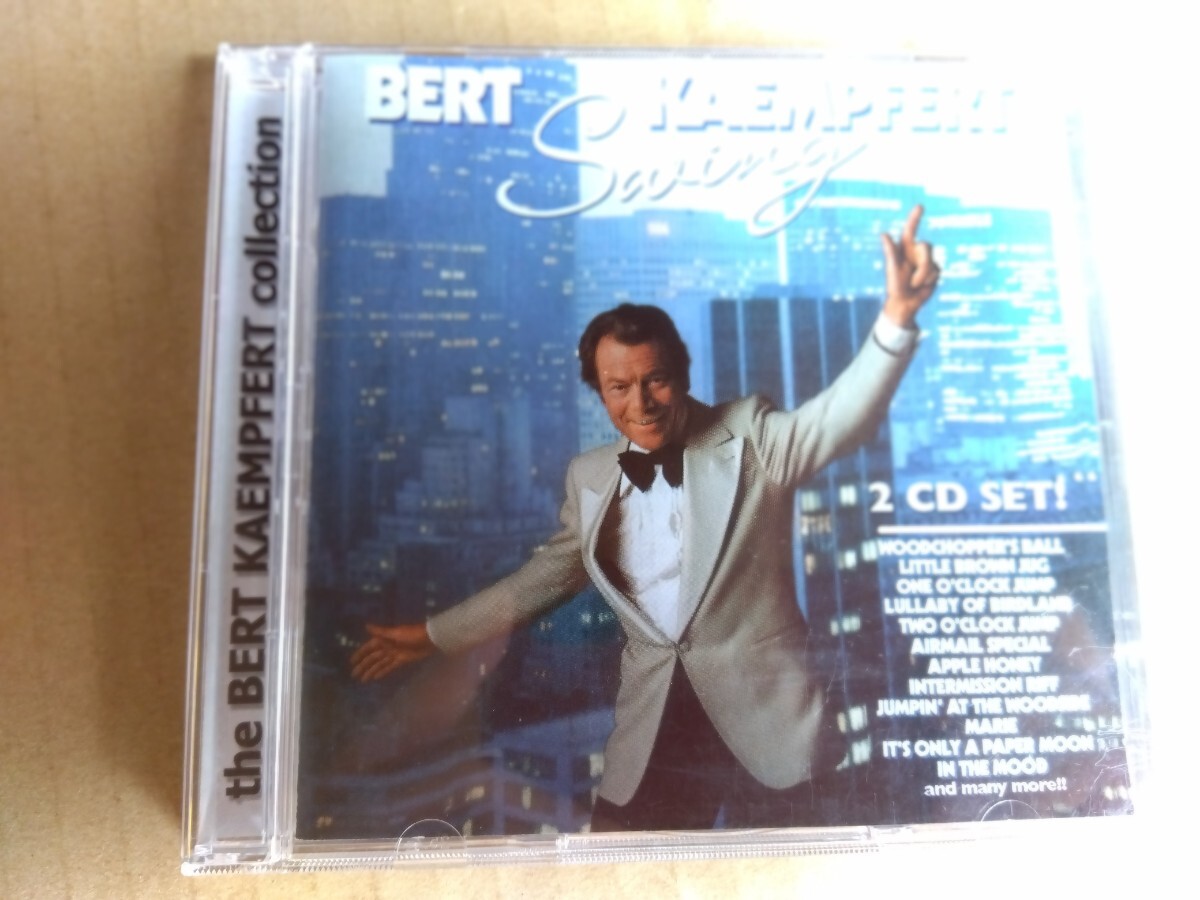 the BERT KAEMPFERT collection
BERT KAEMPFERT
Swing
2 CD SET!
WOODCHOPPER'S BALL
LITTLE BROWN JUG
ONE O'CLOCK JUMP
LULLABY OF BIRDLAND
TWO O'CLOCK JUMP
AIRMAIL SPECIAL
APPLE HONEY
INTERMISSION RIFF
JUMPIN' AT THE WOODSIDE
MARIE
IT'S ONLY A PAPER MOON
IN THE MOOD
and many more!!